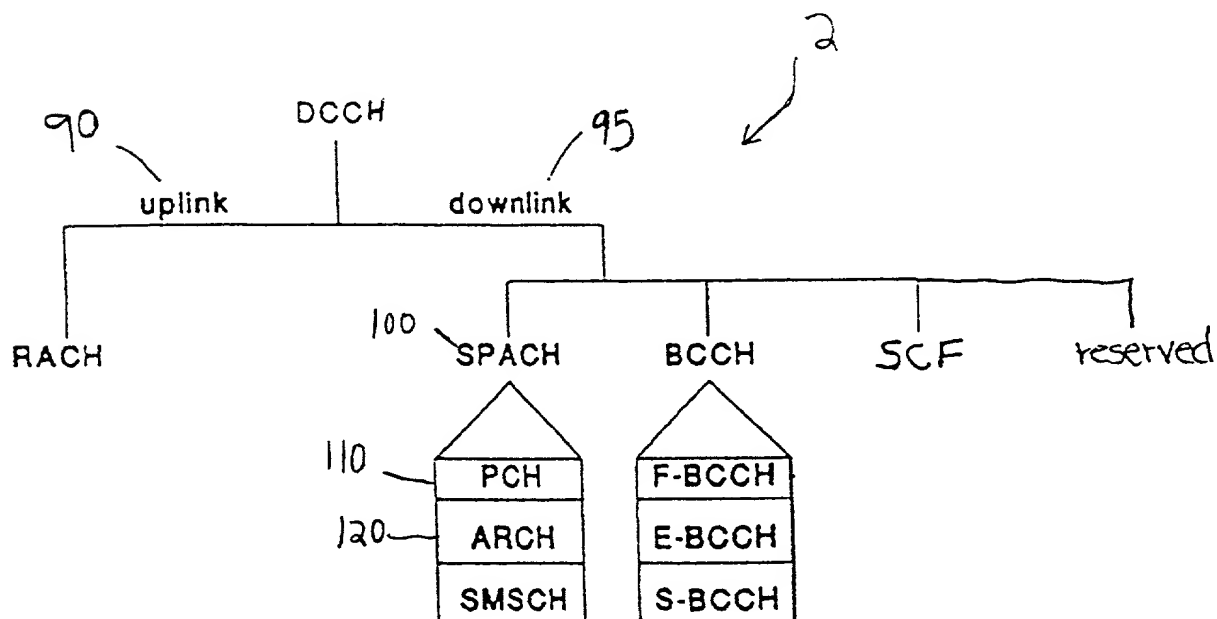 2
DCCH
90
95
uplink
downlink
100
RACH
SPACH
BCCH
SCF
reserved
110
PCH
F-BCCH
120
ARCH
E-BCCH
SMSCH
S-BCCH